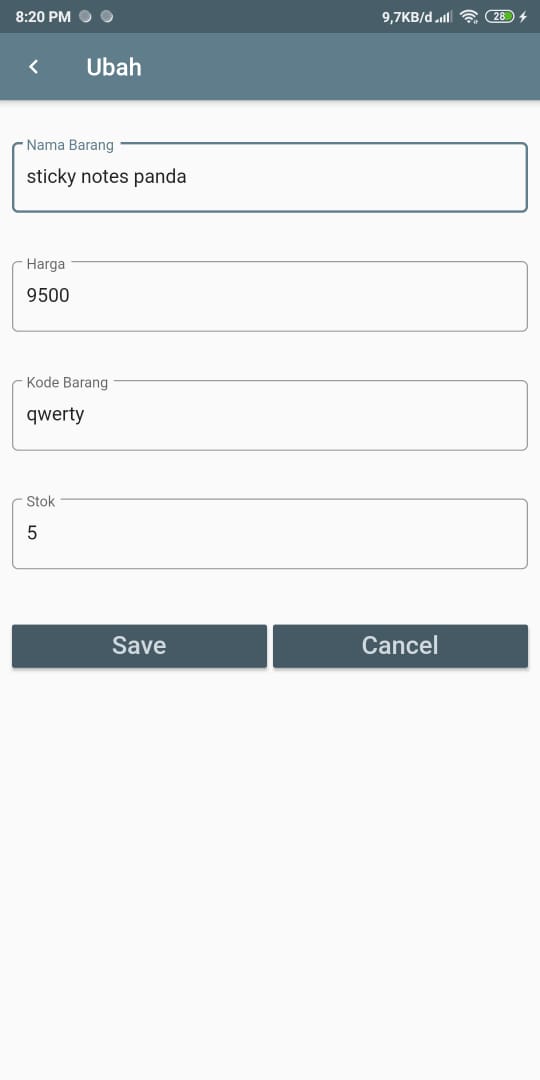 8:20 PM 9,7KB/d 28
Ubah
Nama Barang
sticky notes panda
Harga
9500
Kode Barang
qwerty
Stok
5
Save Cancel